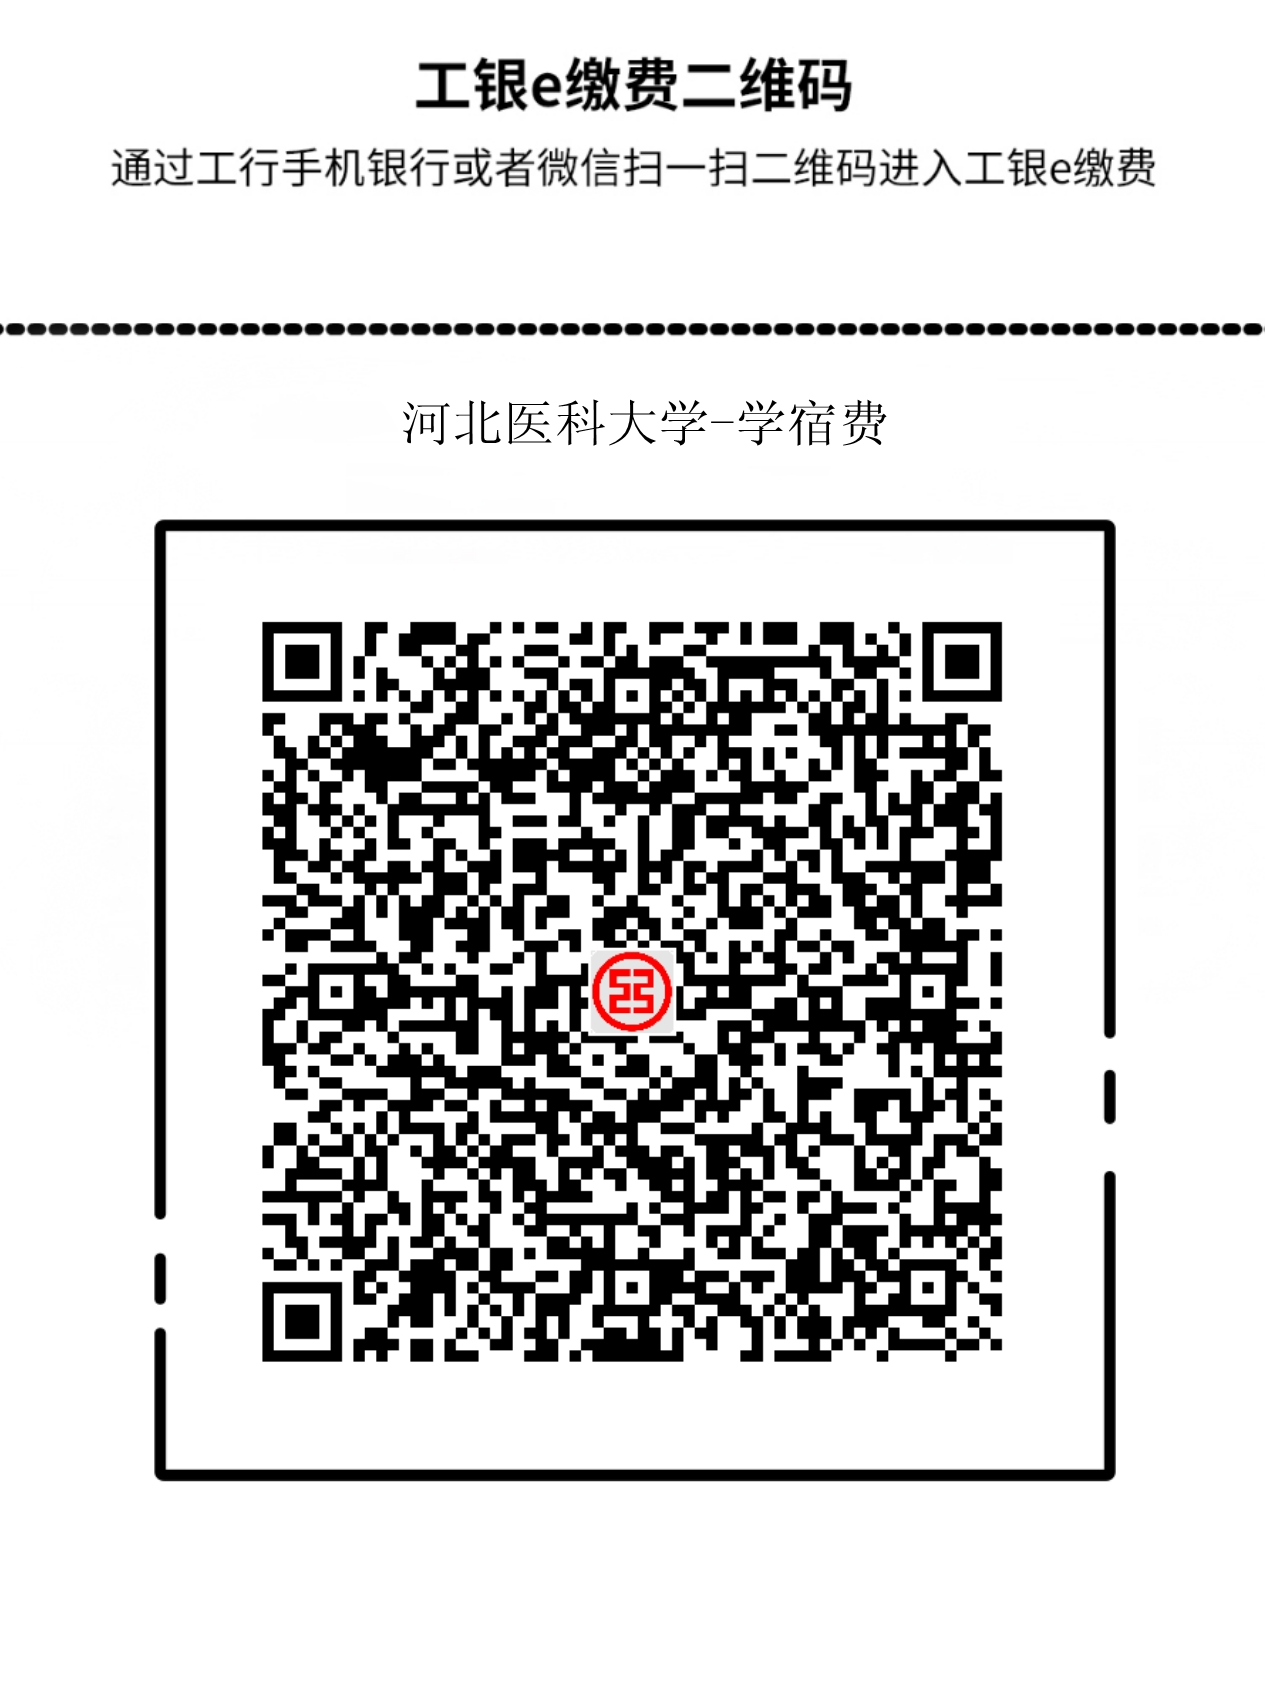 工银e缴费二维码
通过工行手机银行或者微信扫一扫二维码进入工银e缴费
河北医科大学-学宿费